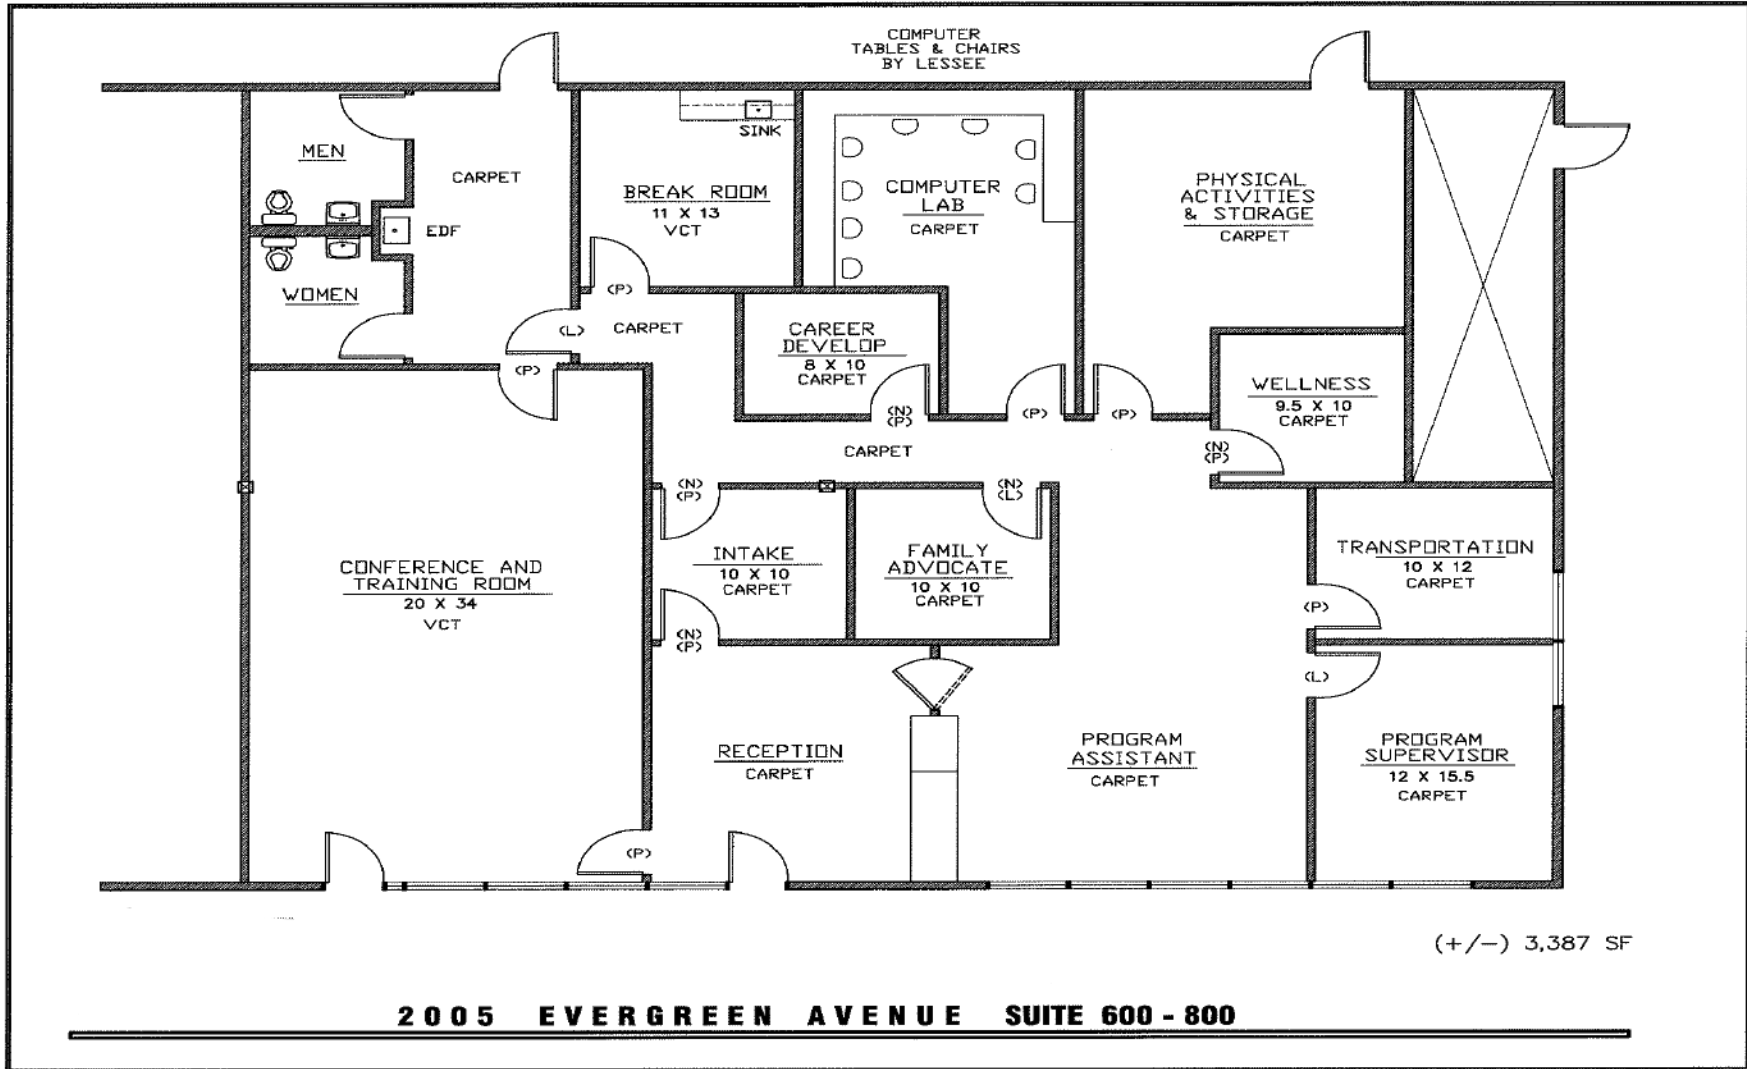 COMPUTER
TABLES & CHAIRS
BY LESSEE
MEN
CARPET
EDF
WOMEN
SINK
BREAK ROOM
11 X 13
VCT
(P)
(L)
CARPET
(P)
COMPUTER
LAB
CARPET
CAREER
DEVELOP
8 X 10
CARPET
(N)
(P)
(P)
(P)
PHYSICAL
ACTIVITIES
& STORAGE
CARPET
WELLNESS
9.5 X 10
CARPET
(N)
(P)
CARPET
(N)
(P)
(N)
(L)
CONFERENCE AND
TRAINING ROOM
20 X 34
VCT
INTAKE
10 X 10
CARPET
(N)
(P)
FAMILY
ADVOCATE
10 X 10
CARPET
TRANSPORTATION
10 X 12
CARPET
(P)
(L)
RECEPTION
CARPET
PROGRAM
ASSISTANT
CARPET
PROGRAM
SUPERVISOR
12 X 15.5
CARPET
(P)
(+/-) 3,387 SF
2005 EVERGREEN AVENUE SUITE 600 - 800